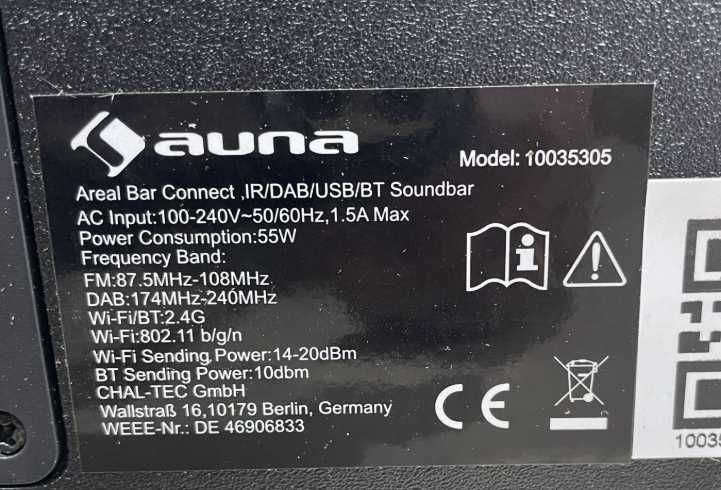 auna
Model: 10035305
Areal Bar Connect ,IR/DAB/USB/BT Soundbar
AC Input:100-240V~50/60Hz,1.5A Max
Power Consumption:55W
Frequency Band:
FM:87.5MHz-108MHz
DAB:174MHz-240MHz
Wi-Fi/BT:2.4G
Wi-Fi:802.11 b/g/n
Wi-Fi Sending Power:14-20dBm
BT Sending Power:10dbm
CHAL-TEC GmbH
Wallstraß 16,10179 Berlin, Germany
WEEE-Nr.: DE 46906833
CE
1003